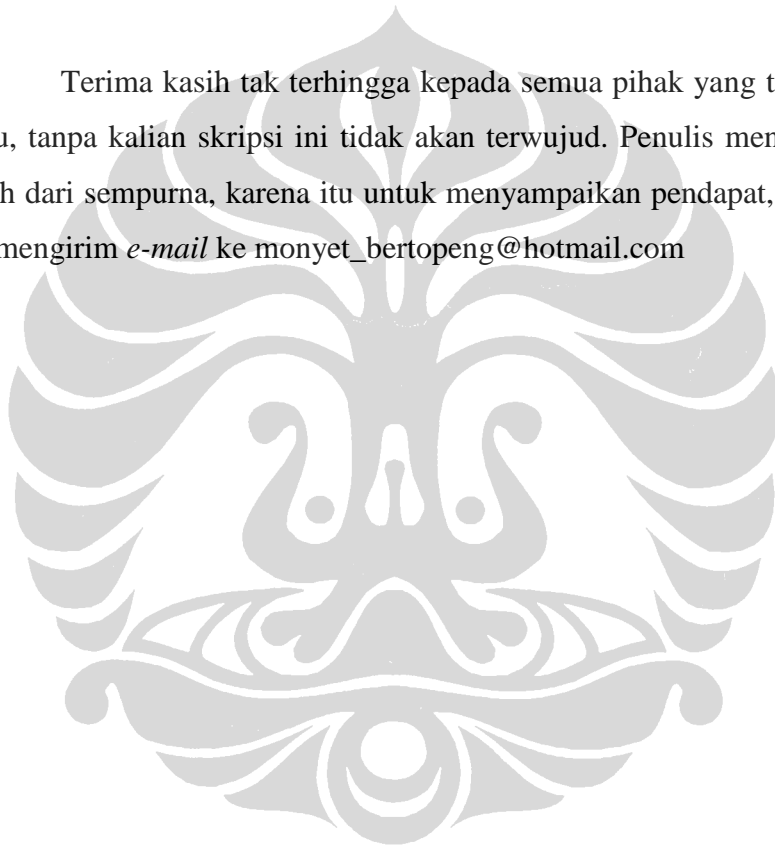 Terima kasih tak terhingga kepada semua pihak yang t
u, tanpa kalian skripsi ini tidak akan terwujud. Penulis men
h dari sempurna, karena itu untuk menyampaikan pendapat,
mengirim e-mail ke monyet_bertopeng@hotmail.com